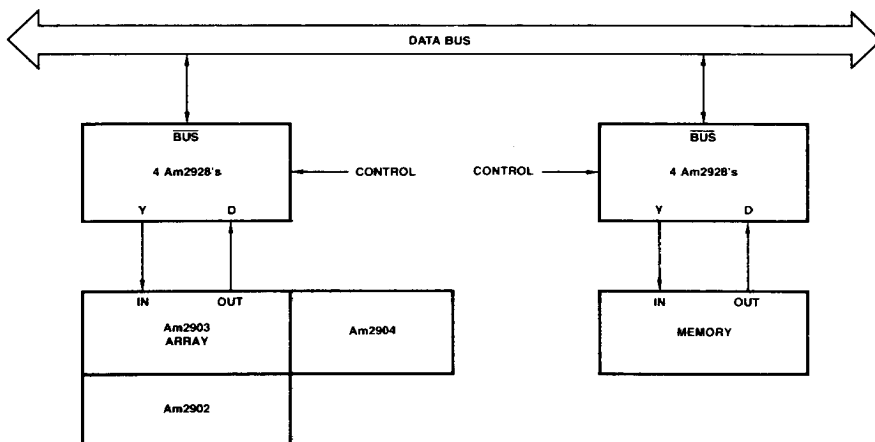 DATA BUS
BUS
BUS
4 Am2928's
CONTROL
CONTROL
4 Am2928's
Y
D
Y
D
IN
OUT
IN
OUT
Am2903
ARRAY
Am2904
MEMORY
Am2902